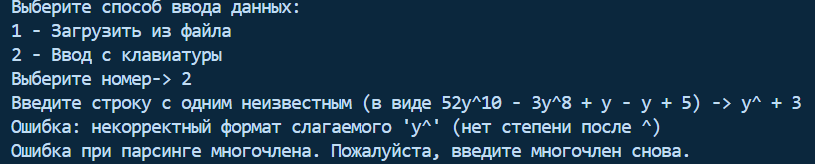 Выберите способ ввода данных:
1 - Загрузить из файла
2 - Ввод с клавиатуры
Выберите номер-> 2
Введите строку с одним неизвестным (в виде 52y^10 - 3y^8 + y - y + 5) -> y^ + 3
Ошибка: некорректный формат слагаемого 'y^' (нет степени после ^)
Ошибка при парсинге многочлена. Пожалуйста, введите многочлен снова.